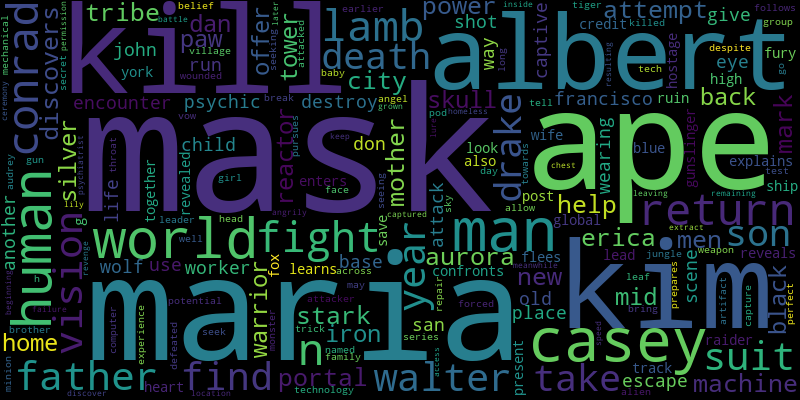 kill
mask
albert
ape
maria
kim
world
fight
man
casey
human
vision
conrad
lamb
death
year
son
return
father
find
walter
take
suit
help
attempt
power
tribe
discovers
silver
skull
drake
mother
city
tower
offer
dan
paw
run
john
york
encounter
psychic
destroy
child
reactor
life
together
revealed
another
home
wolf
use
worker
warrior
fox
learns
across
base
enters
don
save
attack
aurora
confronts
flees
san
series
iron
stark
n
portal
technology
trick
named
family
new
old
place
present
mid
erica
men
scene
black
ship
global
post
allow
wearing
wife
blue
francisco
credit
shot
way
captive
give
eye
high
back
hostage
gunslinger
ruin
mark
fury
explains
reveals
lead
machine
escape
track
alien
raider
look
also
day
tell
tech
despite
killed
tiger
group
follows
inside
long
battle
belief
village
wounded
attacked
seeking
later
earlier
break
baby
angel
vow
girl
head
face
keep
pod
grown
homeless
towards
chest
leaving
remaining
test
go
resulting
speed
sky
seeing
captured
pursues
angrily
leader
well
may
attacker
potential
seek
defeated
monster
computer
experience
revenge
lily
psychiatrist
throat
gun
audrey
brother
beginning
failure
minion
ceremony
heart
location
discover
mechanical
secret
permission
repair
access
forced
meanwhile
leaf
bring
jungle
weapon
extract
prepares
artifact
capture
perfect
h
g